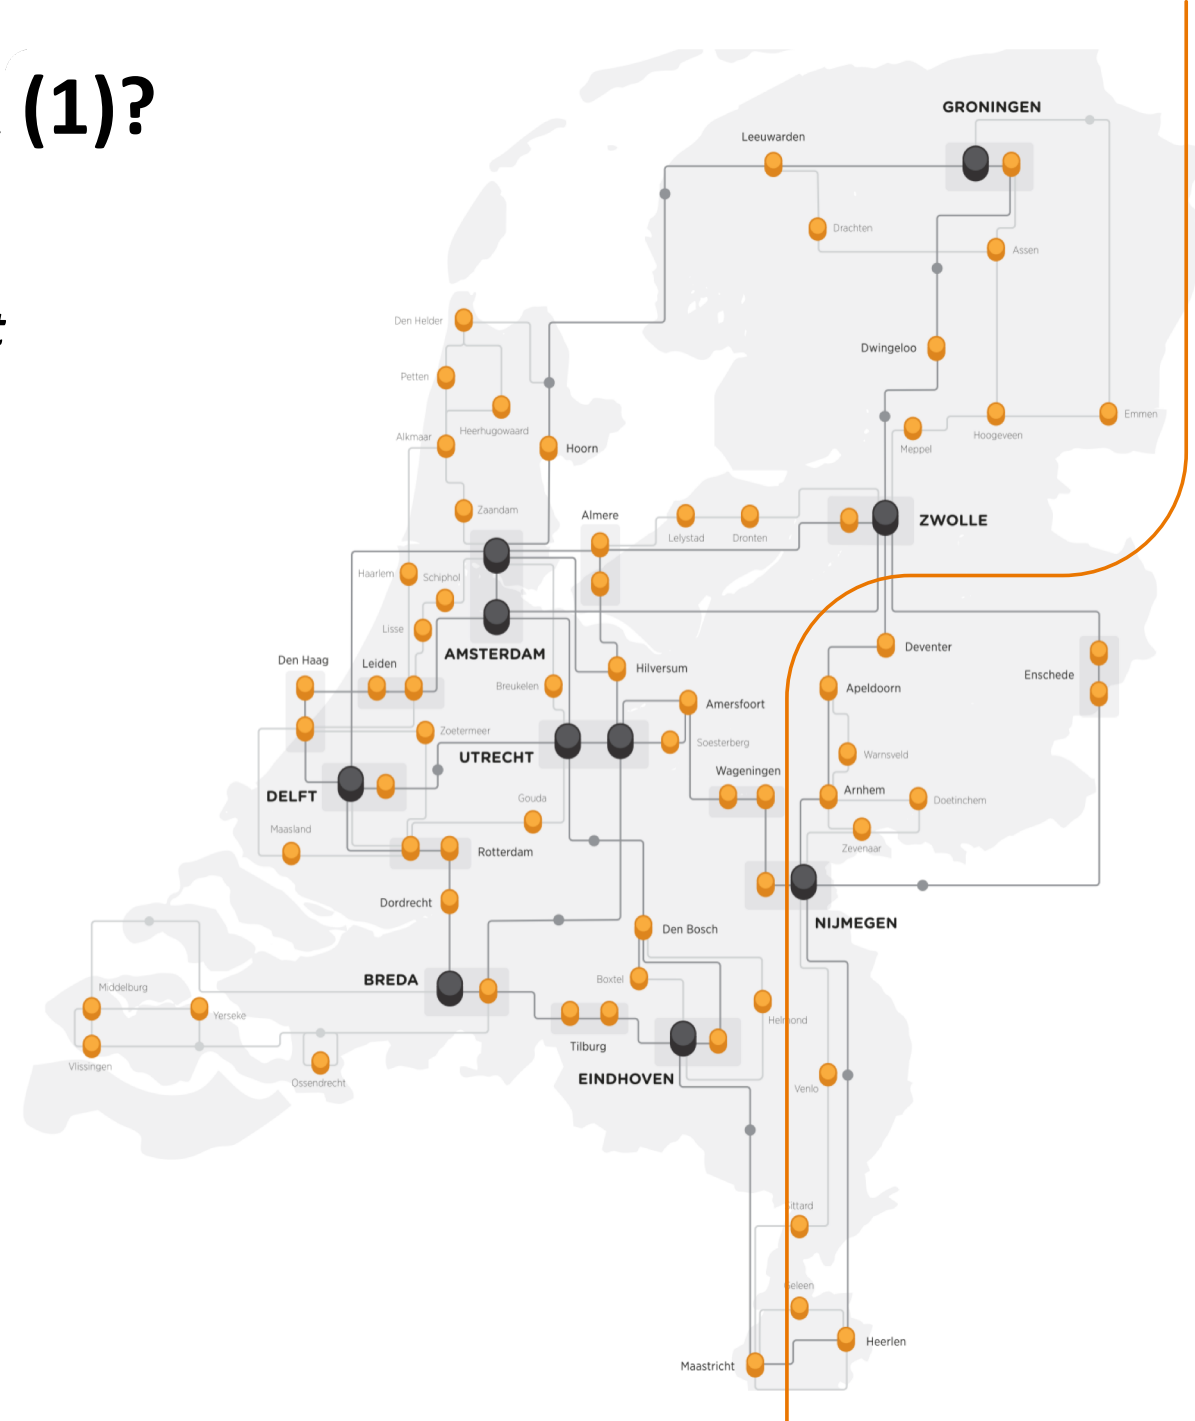 (1)?
t
GRONINGEN
Leeuwarden
Drachten
Assen
Den Helder
Dwingeloo
Petten
Heerhugowaard
Alkmaar
Hoorn
Meppel
Hoogeveen
Emmen
Zaandam
Almere
Lelystad
Dronten
ZWOLLE
Haarlem
Schiphol
Lisse
AMSTERDAM
Deventer
Den Haag
Leiden
Hilversum
Enschede
Breukelen
Apeldoorn
Amersfoort
Zoetermeer
Soesterberg
UTRECHT
Warnsveld
Wageningen
DELFT
Arnhem
Doetinchem
Gouda
Maasland
Rotterdam
Zevenaar
Dordrecht
NIJMEGEN
Den Bosch
BREDA
Boxtel
Middelburg
Yerseke
Helmond
Tilburg
Vlissingen
Ossendrecht
EINDHOVEN
Venlo
Sittard
Geleen
Heerlen
Maastricht